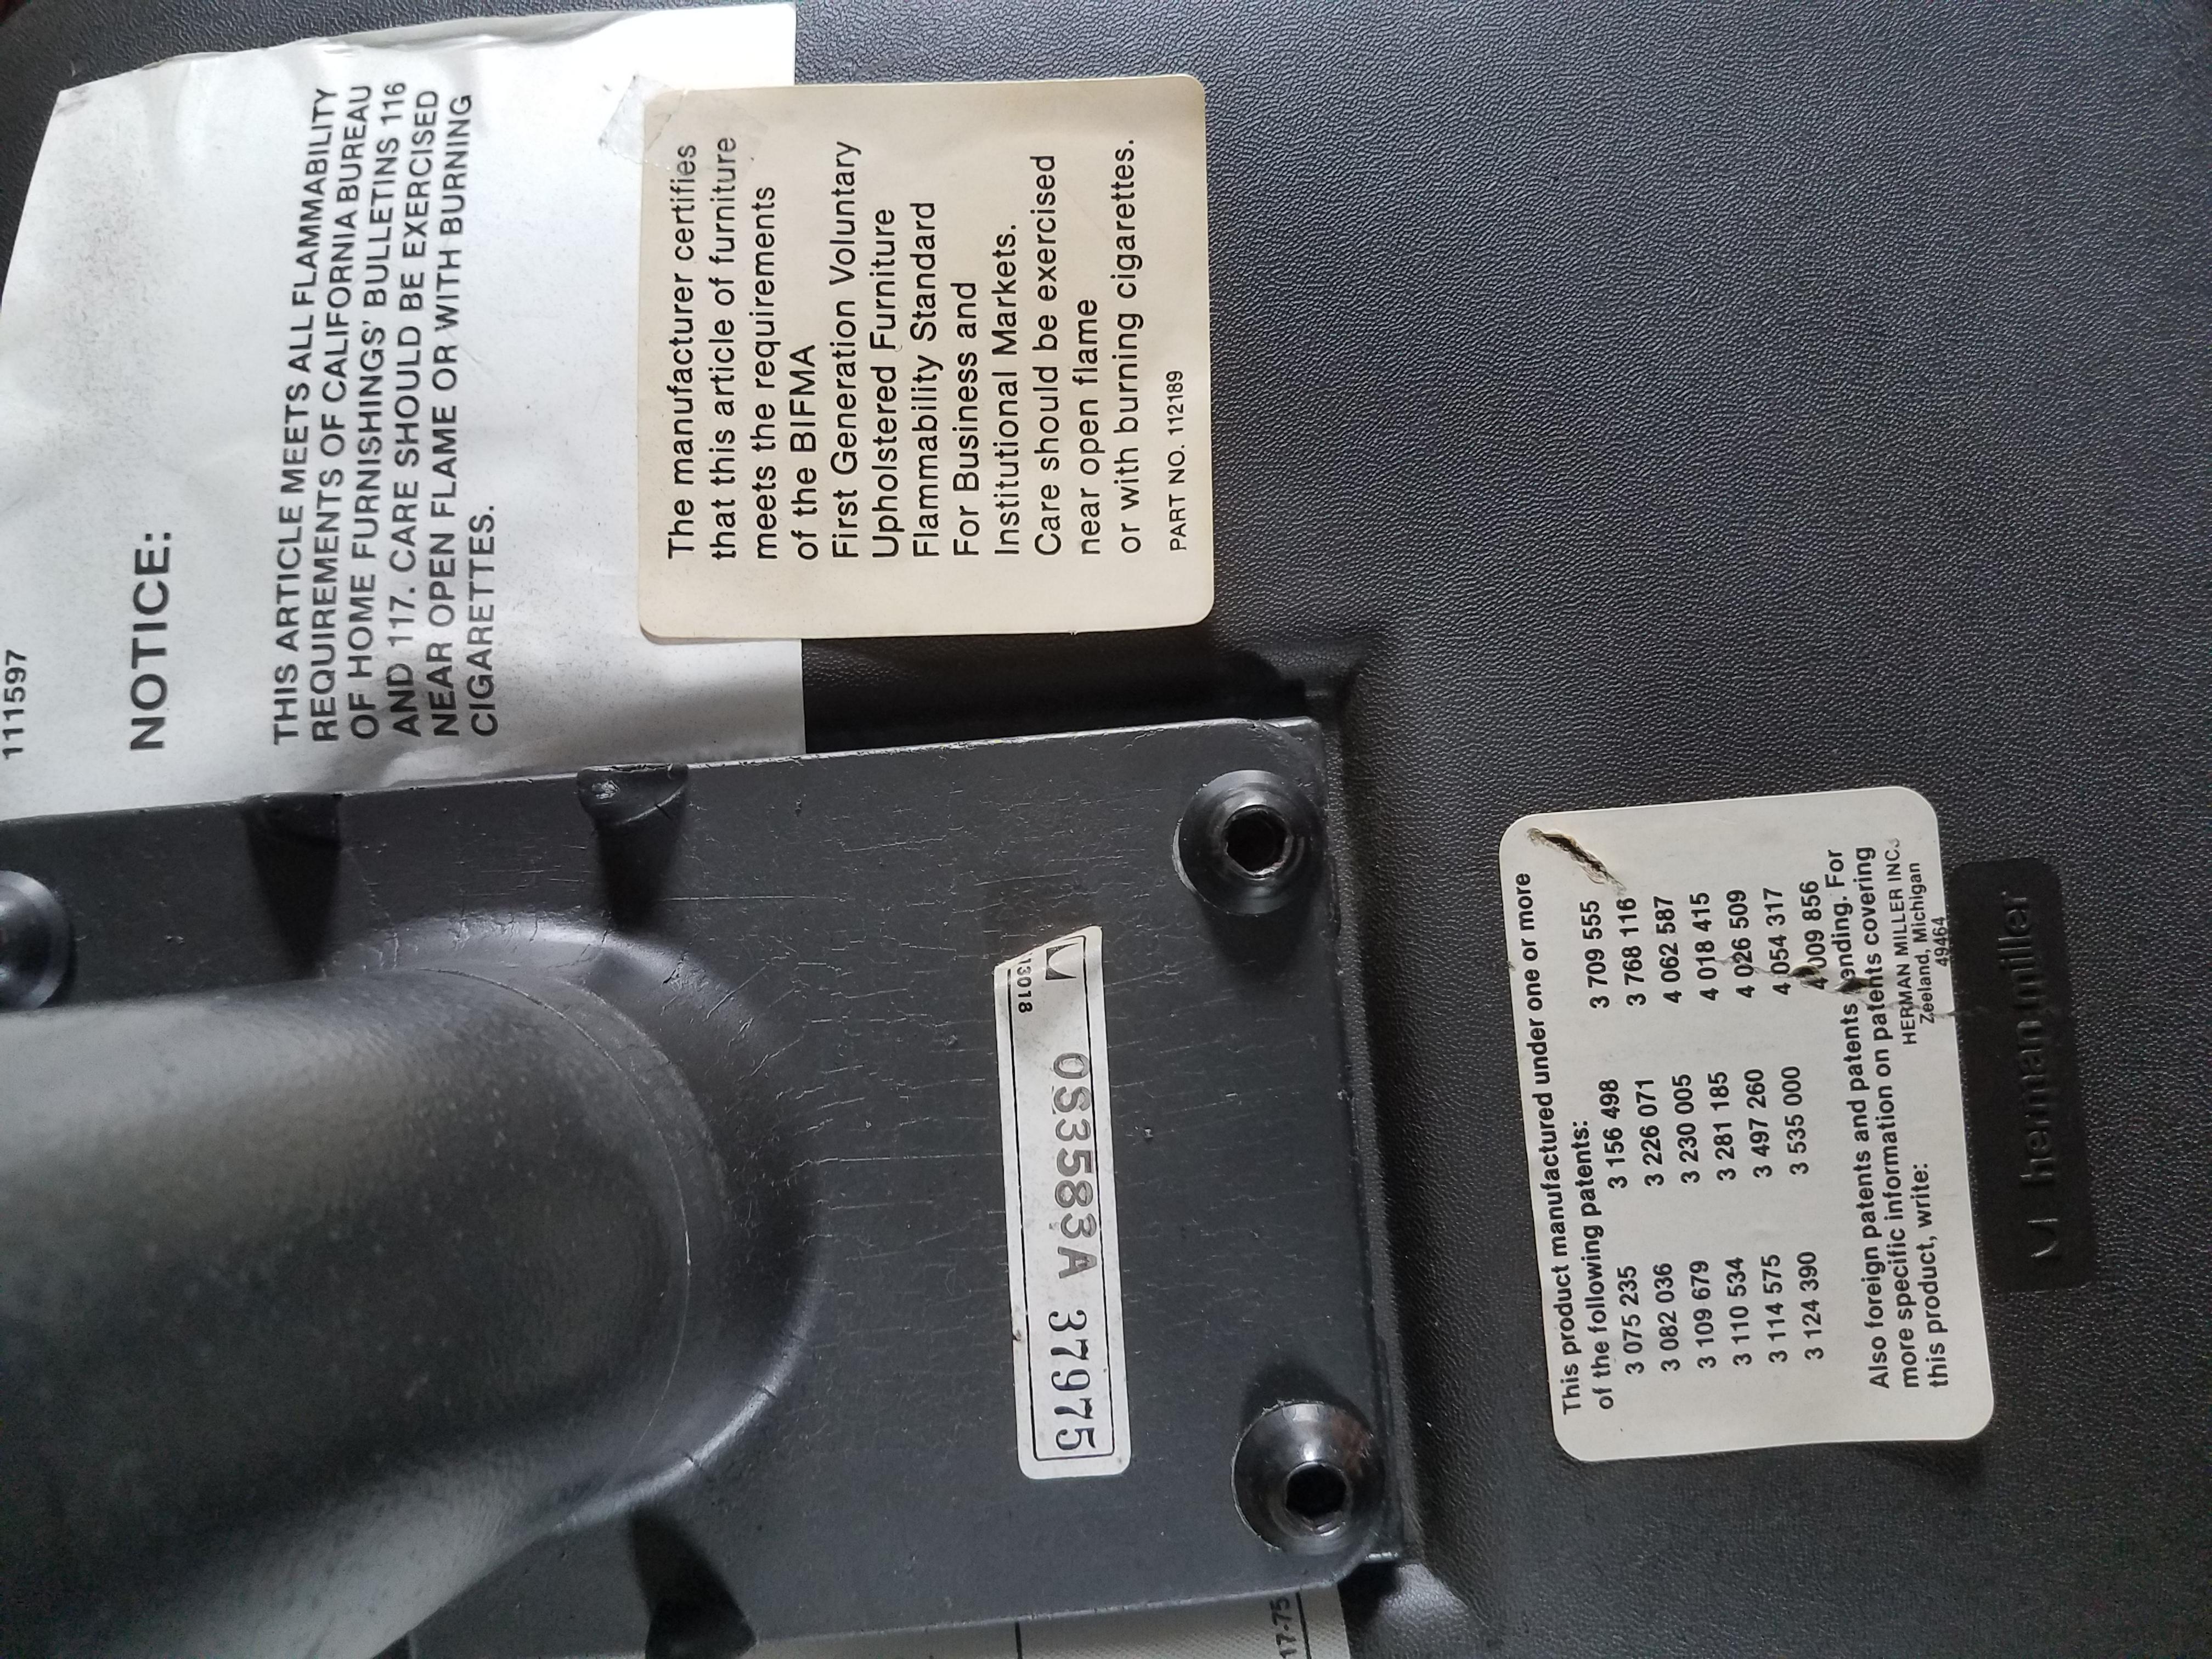 111597
NOTICE:
THIS ARTICLE MEETS ALL FLAMMABILITY
REQUIREMENTS OF CALIFORNIA BUREAU
OF HOME FURNISHINGS' BULLETINS 116
AND 117. CARE SHOULD BE EXERCISED
NEAR OPEN FLAME OR WITH BURNING
CIGARETTES.
The manufacturer certifies
that this article of furniture
meets the requirements
of the BIFMA
First Generation Voluntary
Upholstered Furniture
Flammability Standard
For Business and
Institutional Markets.
Care should be exercised
near open flame
or with burning cigarettes.
PART NO. 112189
13018
0S3583A 37975
17-75
This product manufactured under one or more
of the following patents:
3 075 235 3 156 498 3 709 555
3 082 036 3 226 071 3 768 116
3 109 679 3 230 005 4 062 587
3 110 534 3 281 185 4 018 415
3 114 575 3 497 260 4 026 509
3 124 390 3 535 000 4 054 317
4 009 856
Also foreign patents and patents pending. For
more specific information on patents covering
this product, write:
HERMAN MILLER INC.
Zeeland, Michigan
49464
herman miller